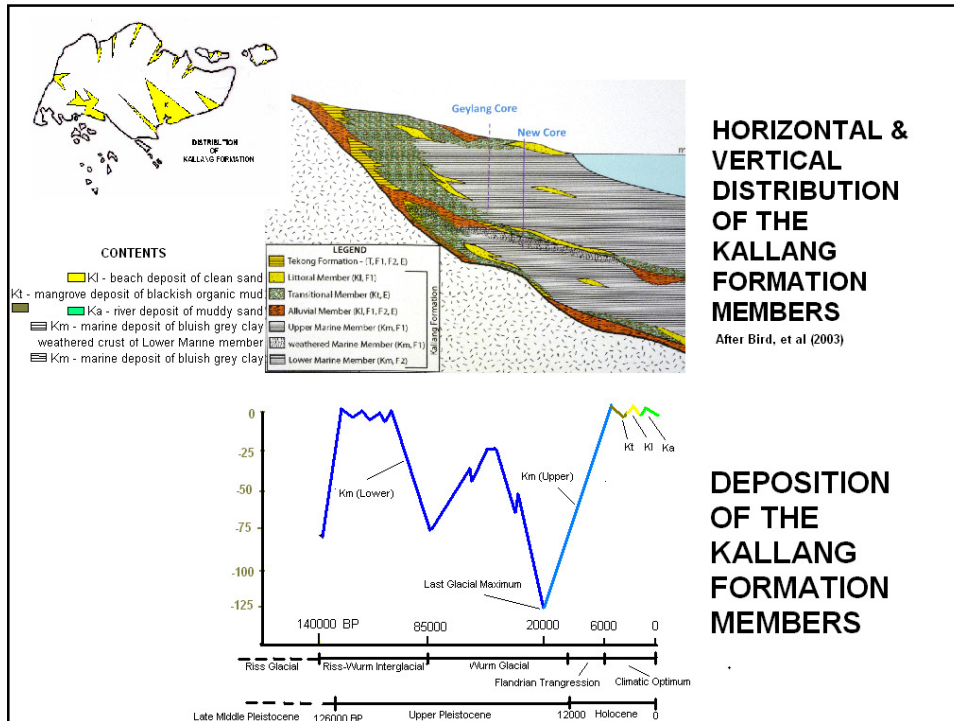 DISTRIBUTION
OF
KALLANG FORMATION
Geylang Core
New Core
m
HORIZONTAL &
VERTICAL
DISTRIBUTION
OF THE
KALLANG
FORMATION
MEMBERS
After Bird, et al (2003)
CONTENTS
Kl - beach deposit of clean sand
Kt - mangrove deposit of blackish organic mud
Ka - river deposit of muddy sand
Km - marine deposit of bluish grey clay
weathered crust of Lower Marine member
Km - marine deposit of bluish grey clay
LEGEND
Tekong Formation - (T, F1, F2, E)
Littoral Member (Kl, F1)
Transitional Member (Kt, E)
Alluvial Member (Kl, F1, F2, E)
Upper Marine Member (Km, F1)
weathered Marine Member (Km, F1)
Lower Marine Member (Km, F2)
Kallang Formation
0
-25
-50
-75
-100
-125
Km (Lower)
Km (Upper)
Kt Kl Ka
Last Glacial Maximum
140000 BP 85000 20000 6000 0
Riss Glacial Riss-Wurm Interglacial Wurm Glacial
Flandrian Trangression Climatic Optimum
Late Middle Pleistocene 126000 BP Upper Pleistocene 12000 Holocene 0
DEPOSITION
OF THE
KALLANG
FORMATION
MEMBERS